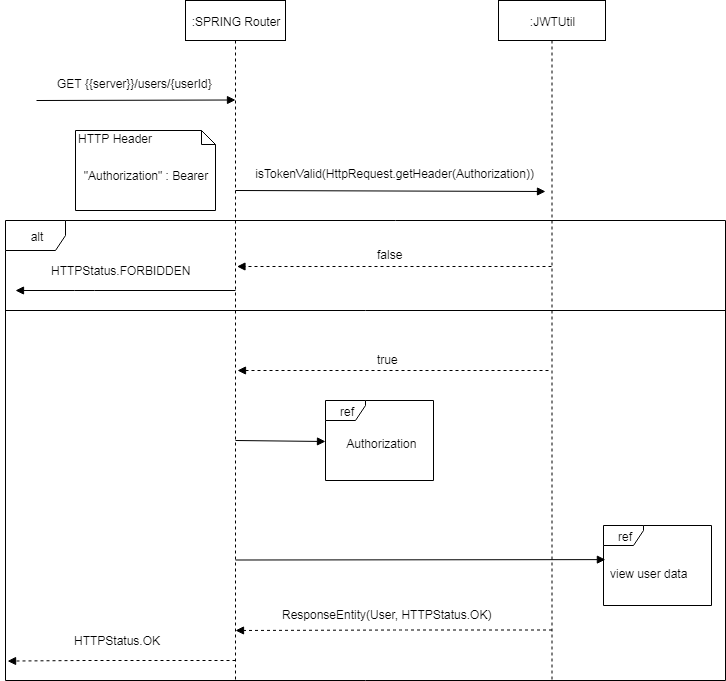 :SPRING Router
:JWTUtil
GET {{server}}/users/{userId}
HTTP Header
"Authorization" : Bearer
isTokenValid(HttpRequest.getHeader(Authorization))
alt
false
HTTPStatus.FORBIDDEN
true
ref
Authorization
ref
view user data
ResponseEntity(User, HTTPStatus.OK)
HTTPStatus.OK